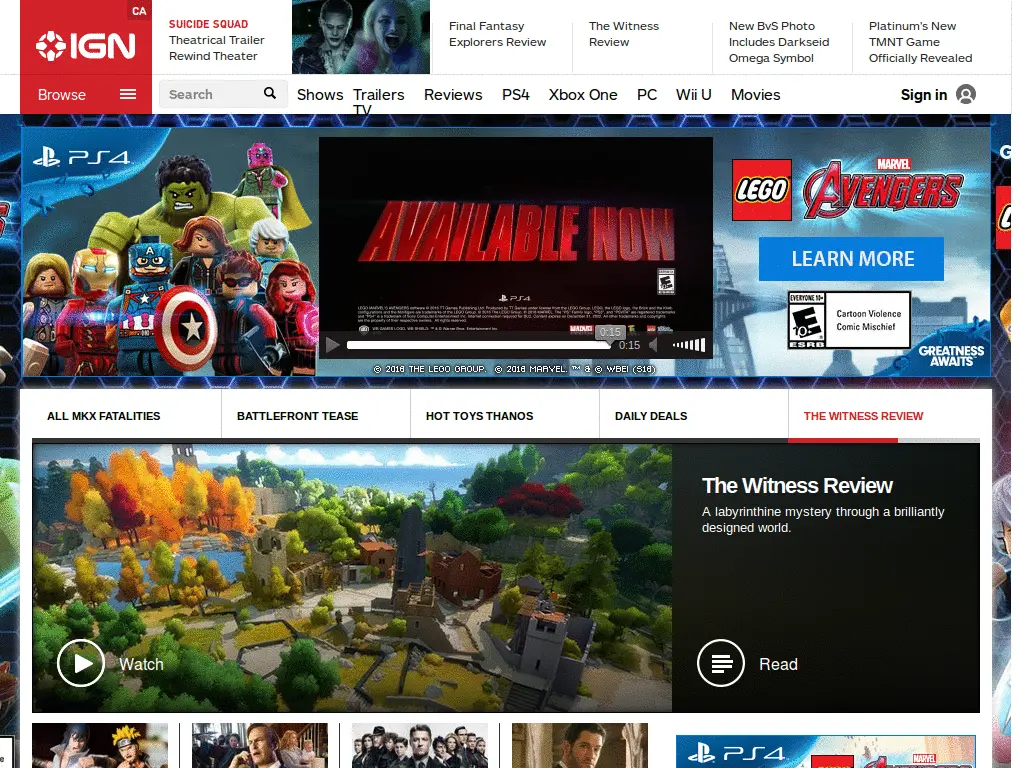 CA
IGN
SUICIDE SQUAD
Theatrical Trailer
Rewind Theater
Final Fantasy
Explorers Review
The Witness
Review
New BvS Photo
Includes Darkseid
Omega Symbol
Platinum's New
TMNT Game
Officially Revealed
Browse
Search
Shows
Trailers
TV
Reviews
PS4
Xbox One
PC
Wii U
Movies
Sign in
PS4
AVAILABLE NOW
PS4
0:15
0:15
LEGO
MARVEL
AVENGERS
LEARN MORE
EVERYONE 10+
E
ESRB
Cartoon Violence
Comic Mischief
GREATNESS
AWAITS
© 2016 THE LEGO GROUP. © 2016 MARVEL. ™ & © WBEI (S16)
ALL MKX FATALITIES
BATTLEFRONT TEASE
HOT TOYS THANOS
DAILY DEALS
THE WITNESS REVIEW
The Witness Review
A labyrinthine mystery through a brilliantly
designed world.
Watch
Read
PS4
MARVEL